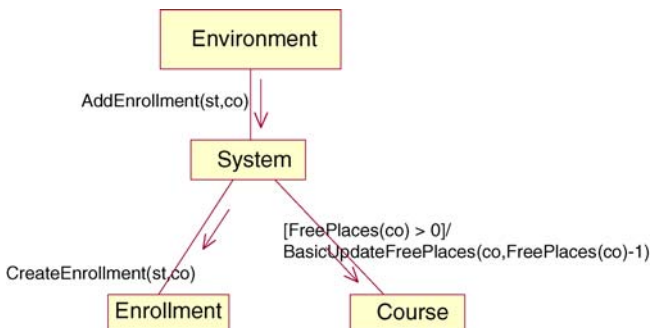 Environment
AddEnrollment(st,co)
System
[FreePlaces(co) > 0]/
BasicUpdateFreePlaces(co,FreePlaces(co)-1)
CreateEnrollment(st,co)
Enrollment
Course